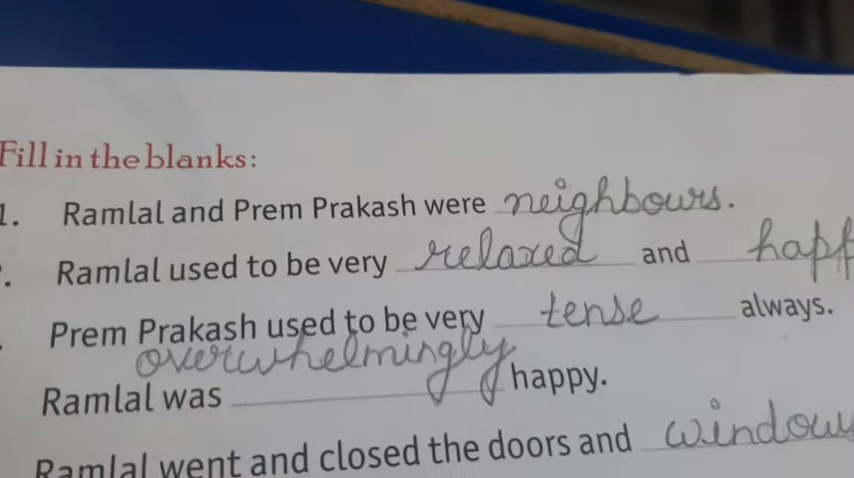 Fill in the blanks:
1. Ramlal and Prem Prakash were neighbours.
Ramlal used to be very relaxed and
Prem Prakash used to be very tense always.
Ramlal was overwhelmingly happy.
Ramlal went and closed the doors and